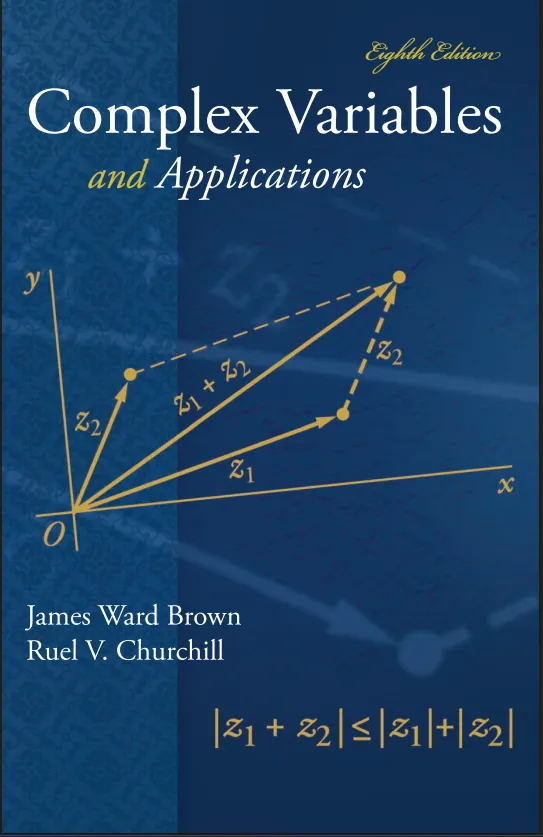 Eighth Edition
Complex Variables
and Applications
y
z₂
z₂
z₁ + z₂
z₂
z₁
x
O
James Ward Brown
Ruel V. Churchill
|z₁ + z₂| ≤ |z₁|+|z₂|